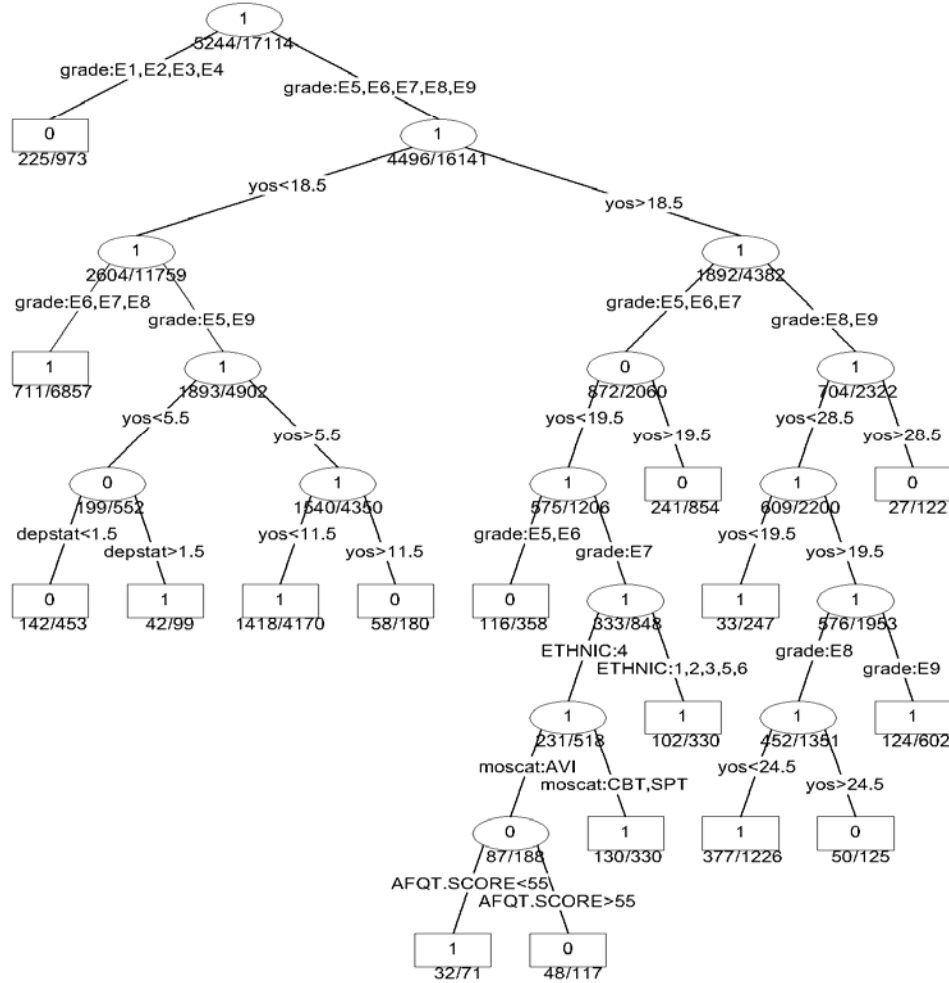 1
5244/17114
grade:E1,E2,E3,E4
grade:E5,E6,E7,E8,E9
0
1
225/973
4496/16141
yos<18.5
yos>18.5
1
1
2604/11759
1892/4382
grade:E6,E7,E8
grade:E5,E9
grade:E5,E6,E7
grade:E8,E9
1
1
0
1
711/6857
1893/4902
872/2060
704/2322
yos<5.5
yos>5.5
yos<19.5
yos>19.5
yos<28.5
yos>28.5
0
1
1
0
1
0
199/552
1540/4350
575/1206
241/854
609/2200
27/122
depstat<1.5
depstat>1.5
yos<11.5
yos>11.5
grade:E5,E6
grade:E7
yos<19.5
yos>19.5
0
1
1
0
0
1
1
1
142/453
42/99
1418/4170
58/180
116/358
333/848
33/247
576/1953
ETHNIC:4
ETHNIC:1,2,3,5,6
grade:E8
grade:E9
1
1
1
1
231/518
102/330
452/1351
124/602
moscat:AVI
moscat:CBT,SPT
yos<24.5
yos>24.5
0
1
1
0
87/188
130/330
377/1226
50/125
AFQT.SCORE<55
AFQT.SCORE>55
1
0
32/71
48/117